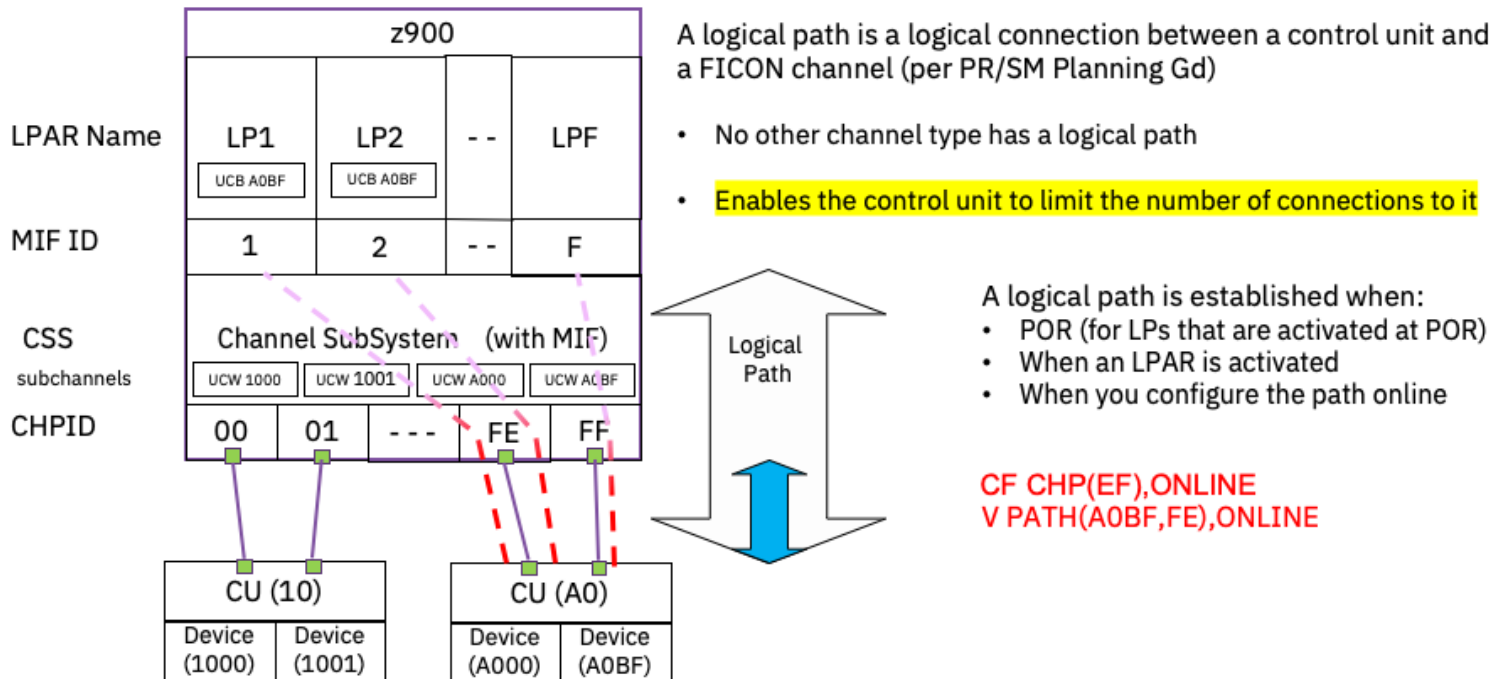 z900
A logical path is a logical connection between a control unit and
a FICON channel (per PR/SM Planning Gd)
LPAR Name
LP1
LP2
- -
LPF
UCB A0BF
UCB A0BF
• No other channel type has a logical path
• Enables the control unit to limit the number of connections to it
MIF ID
1
2
- -
F
A logical path is established when:
• POR (for LPs that are activated at POR)
• When an LPAR is activated
• When you configure the path online
CSS
Channel SubSystem (with MIF)
subchannels
UCW 1000
UCW 1001
UCW A000
UCW A0BF
Logical
Path
CHPID
00
01
- - -
FE
FF
CF CHP(EF),ONLINE
V PATH(A0BF,FE),ONLINE
CU (10)
CU (A0)
Device
(1000)
Device
(1001)
Device
(A000)
Device
(A0BF)